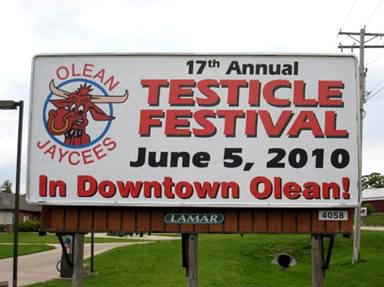 OLEAN
JAYCEES
17th Annual
TESTICLE
FESTIVAL
June 5, 2010
In Downtown Olean!
LAMAR
4058